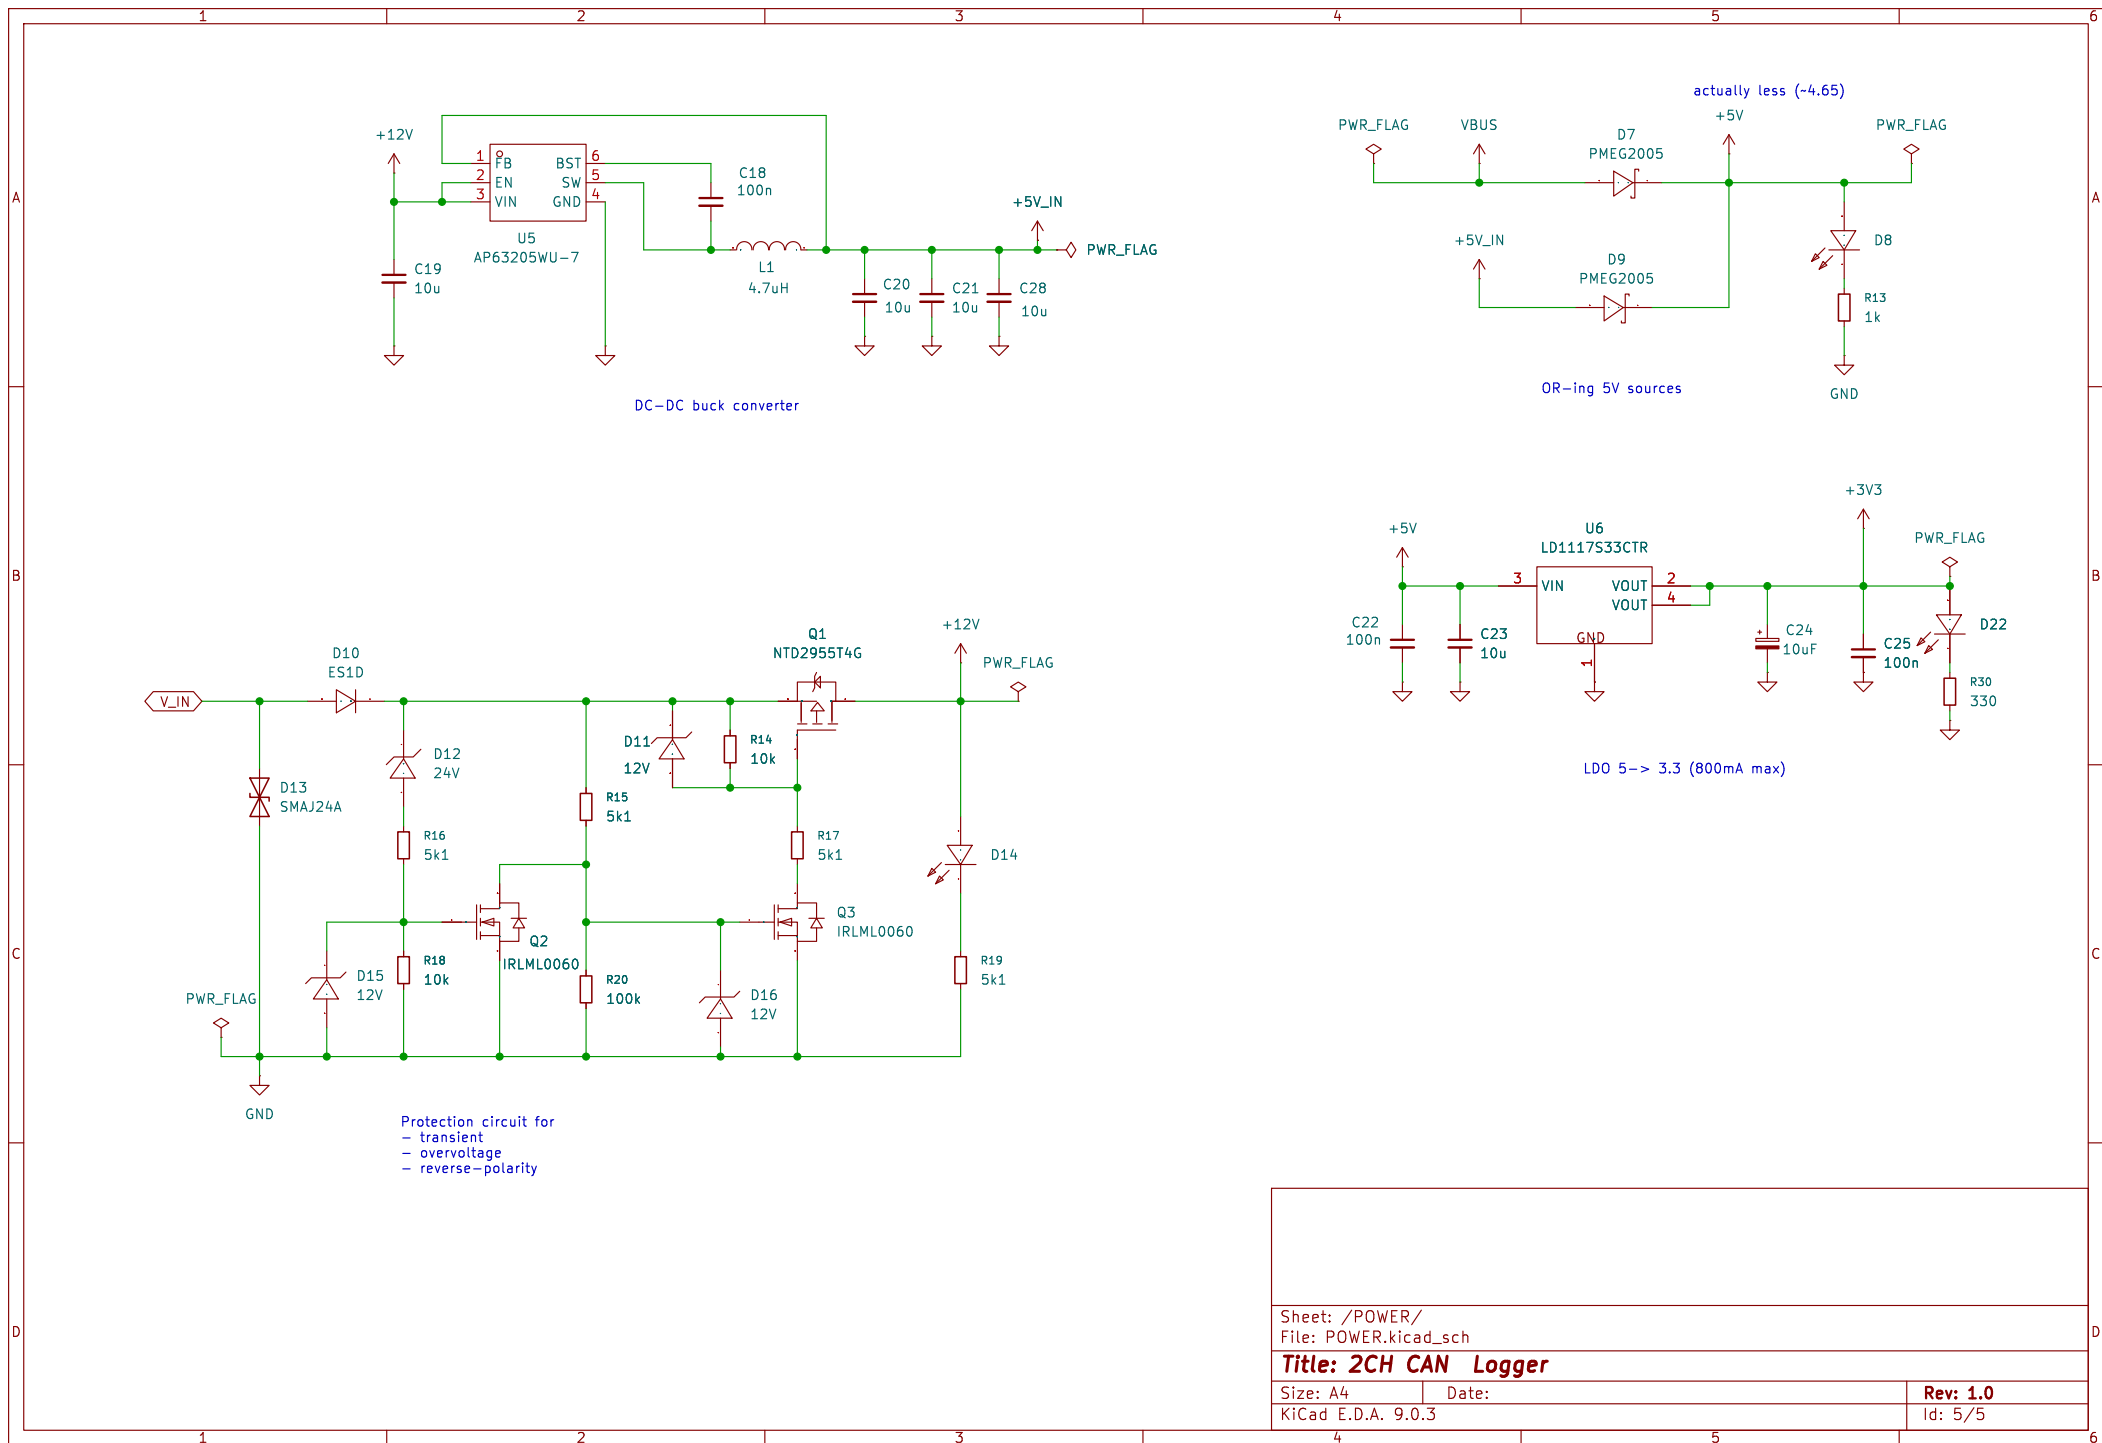 1 2 3 4 5 6
A
B
C
D
A
B
C
D
1 2 3 4 5 6
+12V
1 FB
2 EN
3 VIN
BST 6
SW 5
GND 4
U5
AP63205WU-7
C18
100n
C19
10u
L1
4.7uH
+5V_IN
PWR_FLAG
C20
10u
C21
10u
C28
10u
DC-DC buck converter
actually less (~4.65)
PWR_FLAG
VBUS
D7
PMEG2005
+5V
PWR_FLAG
+5V_IN
D9
PMEG2005
D8
R13
1k
GND
OR-ing 5V sources
+5V
U6
LD1117S33CTR
3 VIN
VOUT 2
VOUT 4
GND
1
+3V3
PWR_FLAG
C22
100n
C23
10u
+
C24
10uF
C25
100n
D22
R30
330
LDO 5-> 3.3 (800mA max)
V_IN
D10
ES1D
Q1
NTD2955T4G
+12V
PWR_FLAG
D13
SMAJ24A
D12
24V
D11
12V
R14
10k
R15
5k1
R16
5k1
R17
5k1
D14
Q2
IRLML0060
Q3
IRLML0060
D15
12V
R18
10k
R20
100k
D16
12V
R19
5k1
PWR_FLAG
GND
Protection circuit for
- transient
- overvoltage
- reverse-polarity
Sheet: /POWER/
File: POWER.kicad_sch
Title: 2CH CAN Logger
Size: A4 Date: Rev: 1.0
KiCad E.D.A. 9.0.3 Id: 5/5